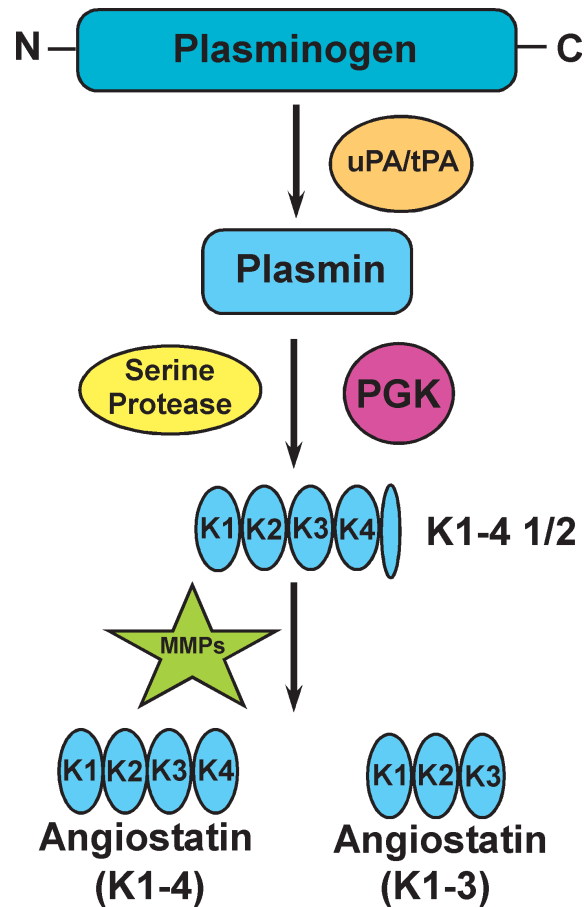 N Plasminogen C
uPA/tPA
Plasmin
Serine
Protease
PGK
K1 K2 K3 K4 K1-4 1/2
MMPs
K1 K2 K3 K4
K1 K2 K3
Angiostatin
(K1-4)
Angiostatin
(K1-3)